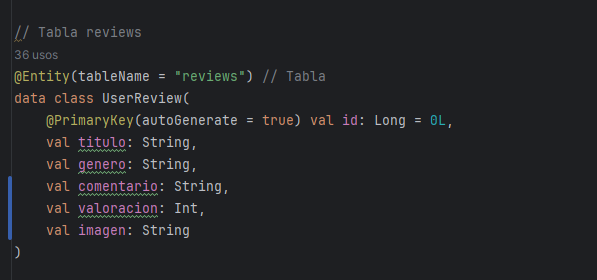 // Tabla reviews
36 usos
@Entity(tableName = "reviews") // Tabla
data class UserReview(
    @PrimaryKey(autoGenerate = true) val id: Long = 0L,
    val titulo: String,
    val genero: String,
    val comentario: String,
    val valoracion: Int,
    val imagen: String
)